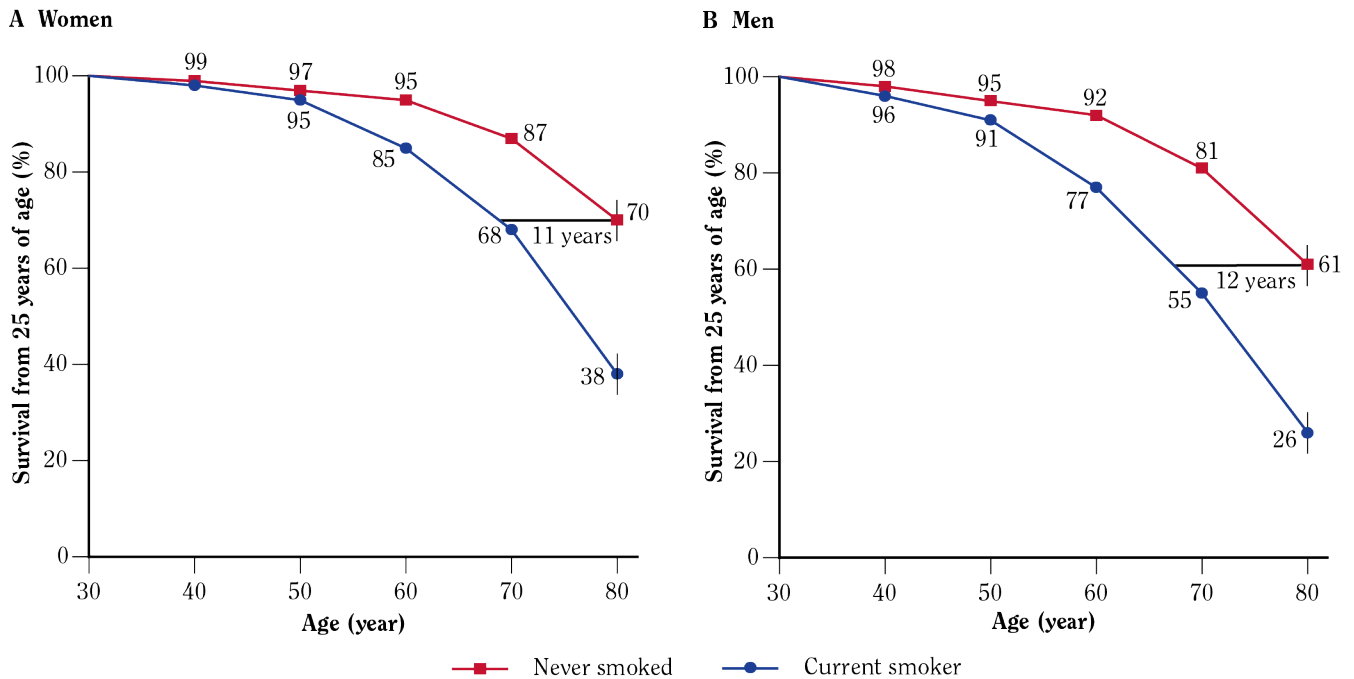 A Women
Survival from 25 years of age (%)
100
80
60
40
20
0
99
97
95
87
70
95
85
68
38
11 years
30 40 50 60 70 80
Age (year)
B Men
Survival from 25 years of age (%)
100
80
60
40
20
0
98
95
92
81
61
96
91
77
55
26
12 years
30 40 50 60 70 80
Age (year)
Never smoked
Current smoker